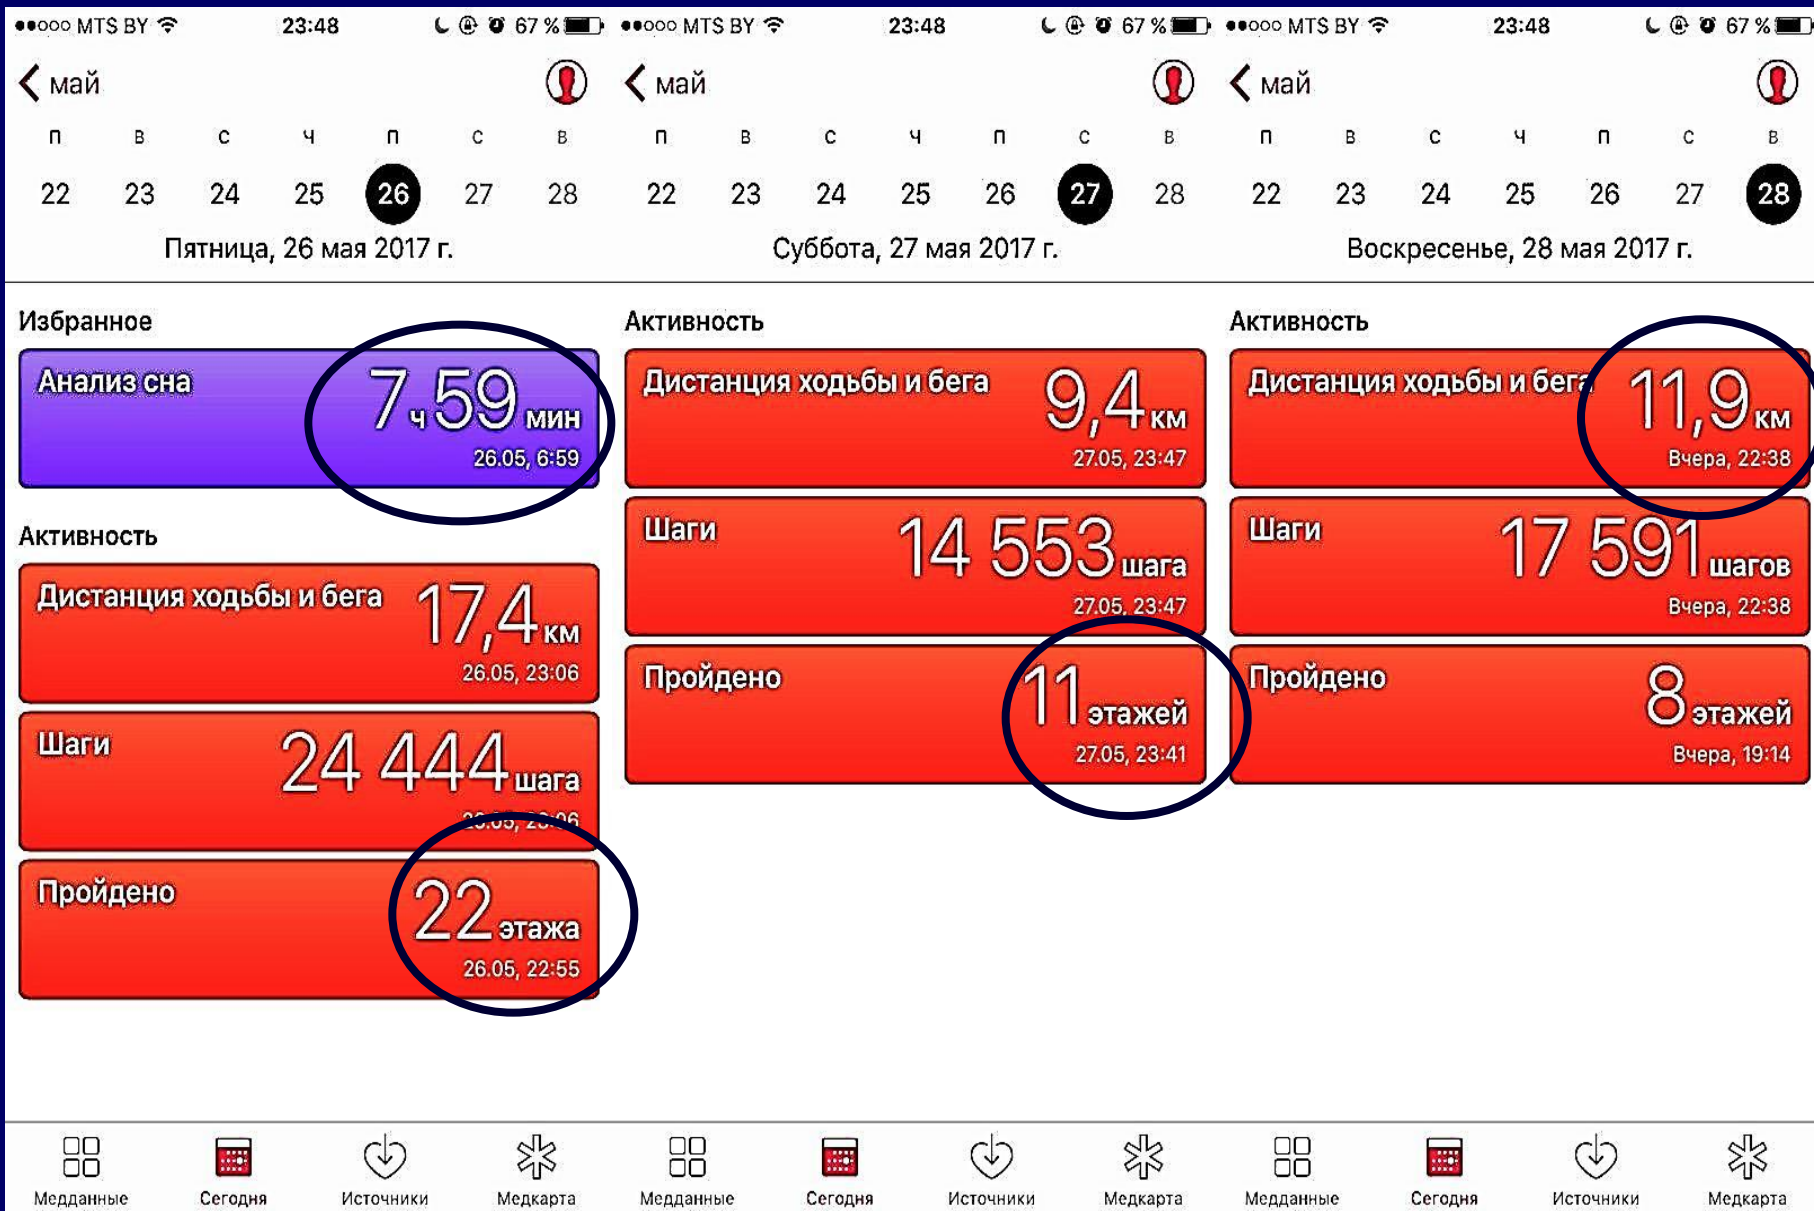 MTS BY 23:48 67 %
май
п в с ч п с в
22 23 24 25 26 27 28
Пятница, 26 мая 2017 г.
Избранное
Анализ сна 7 ч 59 мин
26.05, 6:59
Активность
Дистанция ходьбы и бега 17,4 км
26.05, 23:06
Шаги 24 444 шага
26.05, 23:06
Пройдено 22 этажа
26.05, 22:55
Медданные Сегодня Источники Медкарта
MTS BY 23:48 67 %
май
п в с ч п с в
22 23 24 25 26 27 28
Суббота, 27 мая 2017 г.
Активность
Дистанция ходьбы и бега 9,4 км
27.05, 23:47
Шаги 14 553 шага
27.05, 23:47
Пройдено 11 этажей
27.05, 23:41
Медданные Сегодня Источники Медкарта
MTS BY 23:48 67 %
май
п в с ч п с в
22 23 24 25 26 27 28
Воскресенье, 28 мая 2017 г.
Активность
Дистанция ходьбы и бега 11,9 км
Вчера, 22:38
Шаги 17 591 шагов
Вчера, 22:38
Пройдено 8 этажей
Вчера, 19:14
Медданные Сегодня Источники Медкарта